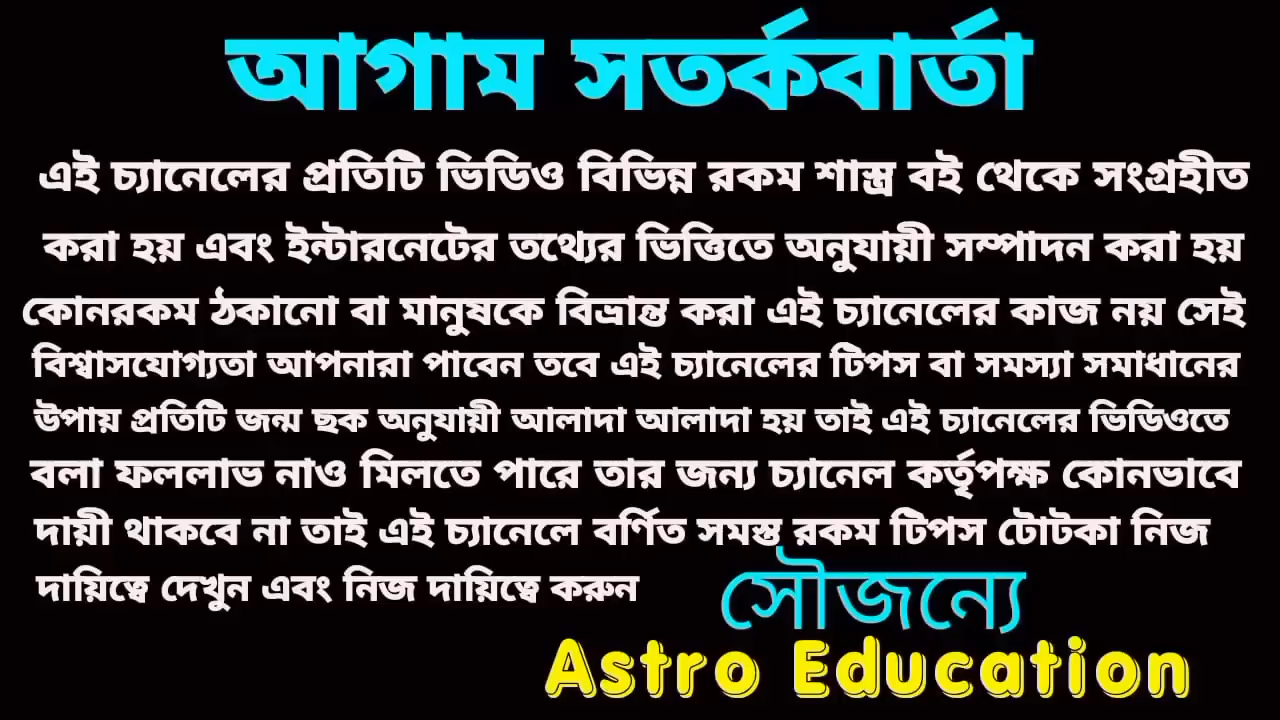 আগাম সতর্কবার্তা
এই চ্যানেলের প্রতিটি ভিডিও বিভিন্ন রকম শাস্ত্র বই থেকে সংগ্রহীত
করা হয় এবং ইন্টারনেটের তথ্যের ভিত্তিতে অনুযায়ী সম্পাদন করা হয়
কোনরকম ঠকানো বা মানুষকে বিভ্রান্ত করা এই চ্যানেলের কাজ নয় সেই
বিশ্বাসযোগ্যতা আপনারা পাবেন তবে এই চ্যানেলের টিপস বা সমস্যা সমাধানের
উপায় প্রতিটি জন্ম ছক অনুযায়ী আলাদা আলাদা হয় তাই এই চ্যানেলের ভিডিওতে
বলা ফললাভ নাও মিলতে পারে তার জন্য চ্যানেল কর্তৃপক্ষ কোনভাবে
দায়ী থাকবে না তাই এই চ্যানেলে বর্ণিত সমস্ত রকম টিপস টোটকা নিজ
দায়িত্বে দেখুন এবং নিজ দায়িত্বে করুন
সৌজন্যে
Astro Education